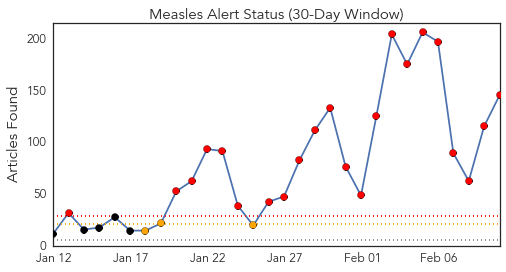 Measles Alert Status (30-Day Window)
Articles Found
200
150
100
50
0
Jan 12
Jan 17
Jan 22
Jan 27
Feb 01
Feb 06